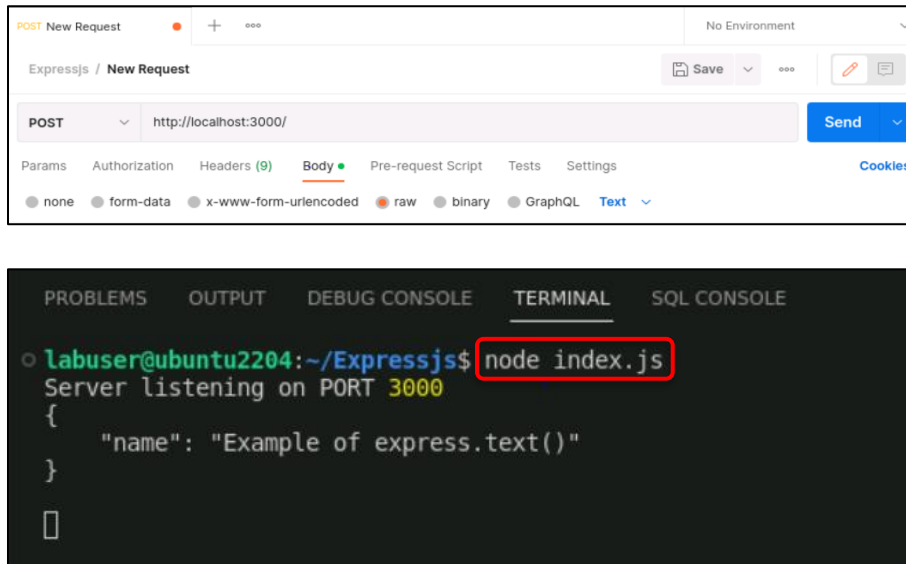 POST New Request + ooo No Environment
Expressjs / New Request Save ooo
POST http://localhost:3000/ Send
Params Authorization Headers (9) Body Pre-request Script Tests Settings Cookies
none form-data x-www-form-urlencoded raw binary GraphQL Text
PROBLEMS OUTPUT DEBUG CONSOLE TERMINAL SQL CONSOLE
labuser@ubuntu2204:~/Expressjs$ node index.js
Server listening on PORT 3000
{
"name": "Example of express.text()"
}